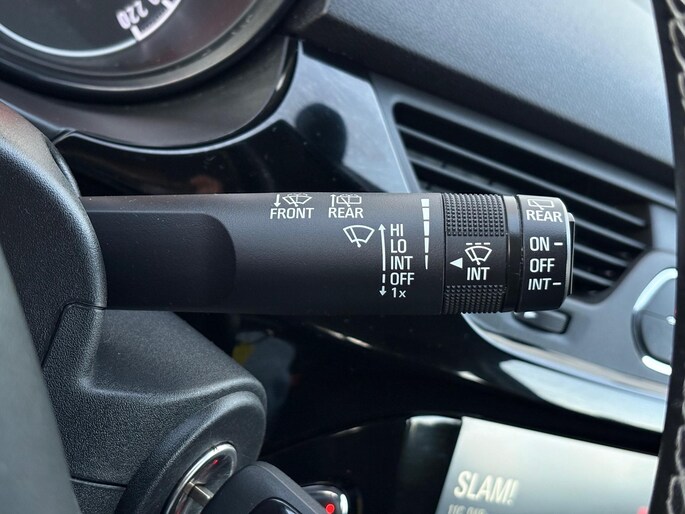 220
FRONT REAR
HI
LO
INT
OFF
1x
INT
REAR
ON
OFF
INT
SLAM!